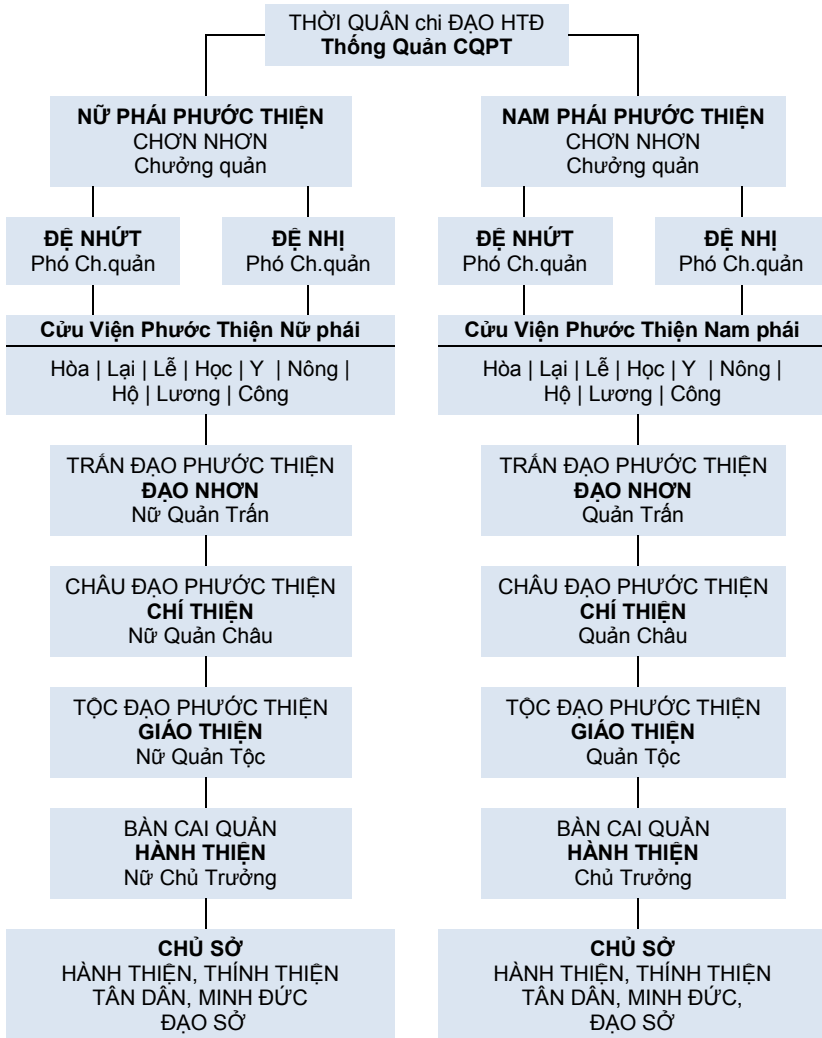 THỜI QUÂN chi ĐẠO HTĐ
Thống Quản CQPT
NỮ PHÁI PHƯỚC THIỆN
CHƠN NHƠN
Chưởng quản
NAM PHÁI PHƯỚC THIỆN
CHƠN NHƠN
Chưởng quản
ĐỆ NHỨT
Phó Ch.quản
ĐỆ NHỊ
Phó Ch.quản
ĐỆ NHỨT
Phó Ch.quản
ĐỆ NHỊ
Phó Ch.quản
Cửu Viện Phước Thiện Nữ phái
Hòa | Lại | Lễ | Học | Y | Nông |
Hộ | Lương | Công
Cửu Viện Phước Thiện Nam phái
Hòa | Lại | Lễ | Học | Y | Nông |
Hộ | Lương | Công
TRẤN ĐẠO PHƯỚC THIỆN
ĐẠO NHƠN
Nữ Quản Trấn
TRẤN ĐẠO PHƯỚC THIỆN
ĐẠO NHƠN
Quản Trấn
CHÂU ĐẠO PHƯỚC THIỆN
CHÍ THIỆN
Nữ Quản Châu
CHÂU ĐẠO PHƯỚC THIỆN
CHÍ THIỆN
Quản Châu
TỘC ĐẠO PHƯỚC THIỆN
GIÁO THIỆN
Nữ Quản Tộc
TỘC ĐẠO PHƯỚC THIỆN
GIÁO THIỆN
Quản Tộc
BÀN CAI QUẢN
HÀNH THIỆN
Nữ Chủ Trưởng
BÀN CAI QUẢN
HÀNH THIỆN
Chủ Trưởng
CHỦ SỞ
HÀNH THIỆN, THÍNH THIỆN
TÂN DÂN, MINH ĐỨC
ĐẠO SỞ
CHỦ SỞ
HÀNH THIỆN, THÍNH THIỆN
TÂN DÂN, MINH ĐỨC,
ĐẠO SỞ